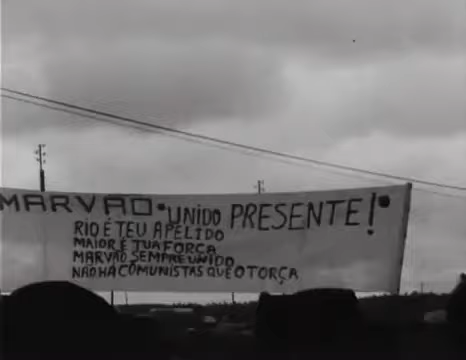 MARVÃO•UNIDO PRESENTE!
RIO É TEU APELIDO
MAIOR É TUA FORÇA
MARVÃO SEMPRE UNIDO
NÃO HÁ COMUNISTAS QUE O TORÇA